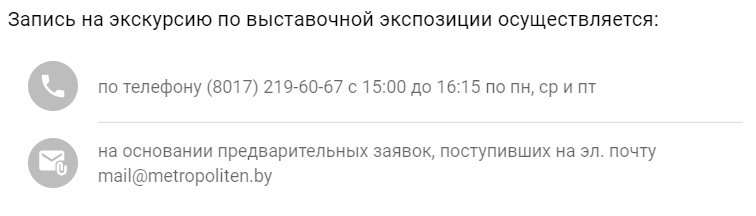 Запись на экскурсию по выставочной экспозиции осуществляется:
по телефону (8017) 219-60-67 с 15:00 до 16:15 по пн, ср и пт
на основании предварительных заявок, поступивших на эл. почту
mail@metropoliten.by